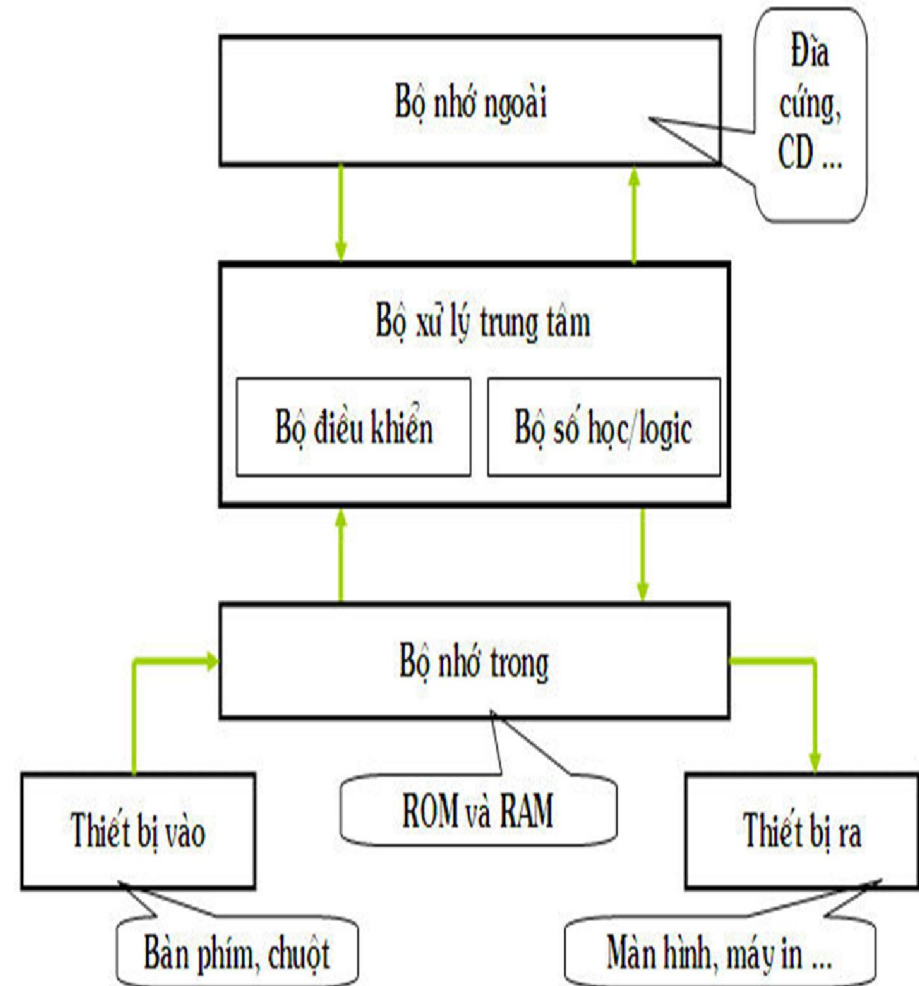 Bộ nhớ ngoài
Đĩa
cứng,
CD ...
Bộ xử lý trung tâm
Bộ điều khiển
Bộ số học/logic
Bộ nhớ trong
ROM và RAM
Thiết bị vào
Thiết bị ra
Bàn phím, chuột
Màn hình, máy in ...